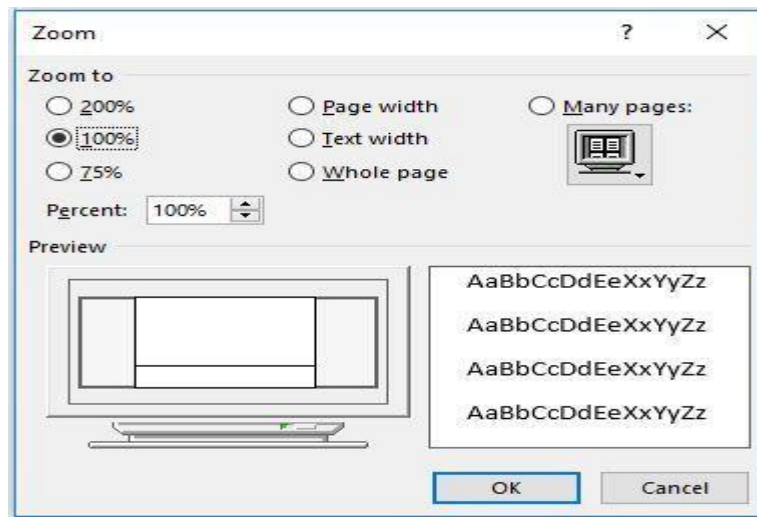 Zoom ?
Zoom to
200% Page width Many pages:
100% Text width
75% Whole page
Percent: 100%
Preview
AaBbCcDdEeXxYyZz
AaBbCcDdEeXxYyZz
AaBbCcDdEeXxYyZz
AaBbCcDdEeXxYyZz
OK Cancel